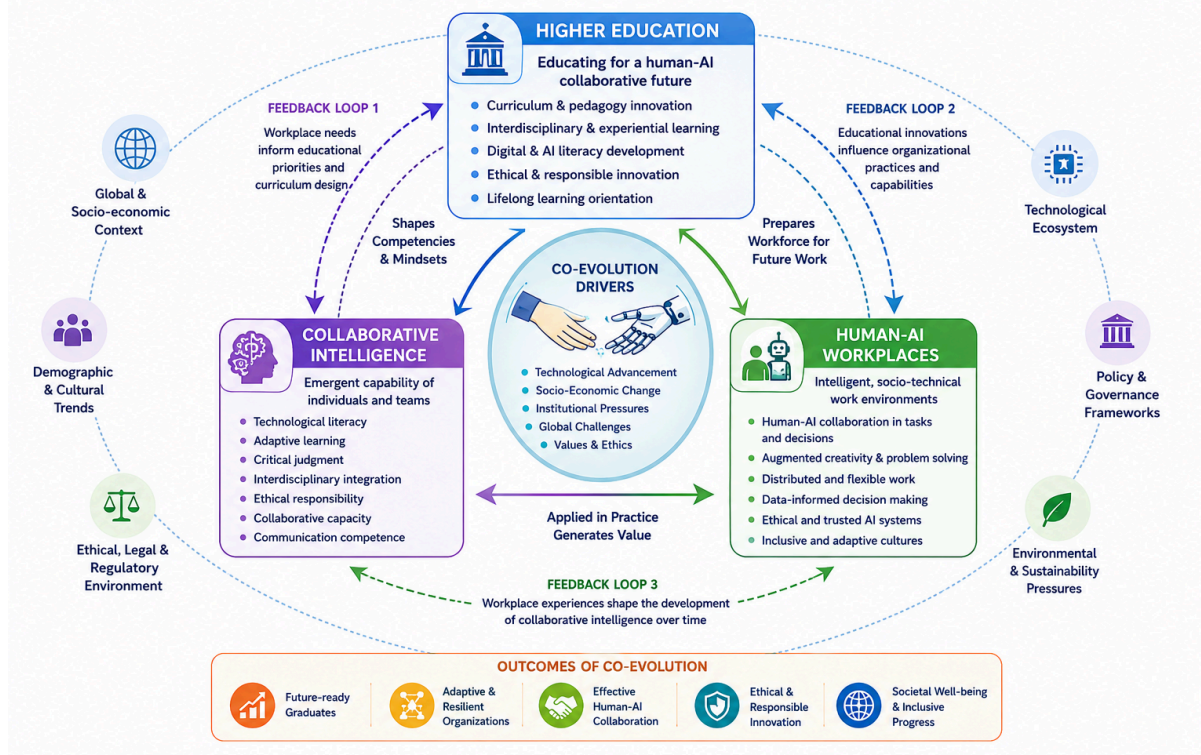 HIGHER EDUCATION
Educating for a human-AI
collaborative future
Curriculum & pedagogy innovation
Interdisciplinary & experiential learning
Digital & AI literacy development
Ethical & responsible innovation
Lifelong learning orientation
FEEDBACK LOOP 1
Workplace needs
inform educational
priorities and
curriculum design
FEEDBACK LOOP 2
Educational innovations
influence organizational
practices and
capabilities
Global &
Socio-economic
Context
Technological
Ecosystem
Shapes
Competencies
& Mindsets
Prepares
Workforce for
Future Work
CO-EVOLUTION
DRIVERS
Technological Advancement
Socio-Economic Change
Institutional Pressures
Global Challenges
Values & Ethics
Demographic
& Cultural
Trends
COLLABORATIVE
INTELLIGENCE
Emergent capability of
individuals and teams
Technological literacy
Adaptive learning
Critical judgment
Interdisciplinary integration
Ethical responsibility
Collaborative capacity
Communication competence
HUMAN-AI
WORKPLACES
Intelligent, socio-technical
work environments
Human-AI collaboration in tasks
and decisions
Augmented creativity & problem solving
Distributed and flexible work
Data-informed decision making
Ethical and trusted AI systems
Inclusive and adaptive cultures
Policy &
Governance
Frameworks
Applied in Practice
Generates Value
Ethical, Legal &
Regulatory
Environment
Environmental
& Sustainability
Pressures
FEEDBACK LOOP 3
Workplace experiences shape the development
of collaborative intelligence over time
OUTCOMES OF CO-EVOLUTION
Future-ready
Graduates
Adaptive &
Resilient
Organizations
Effective
Human-AI
Collaboration
Ethical &
Responsible
Innovation
Societal Well-being
& Inclusive
Progress